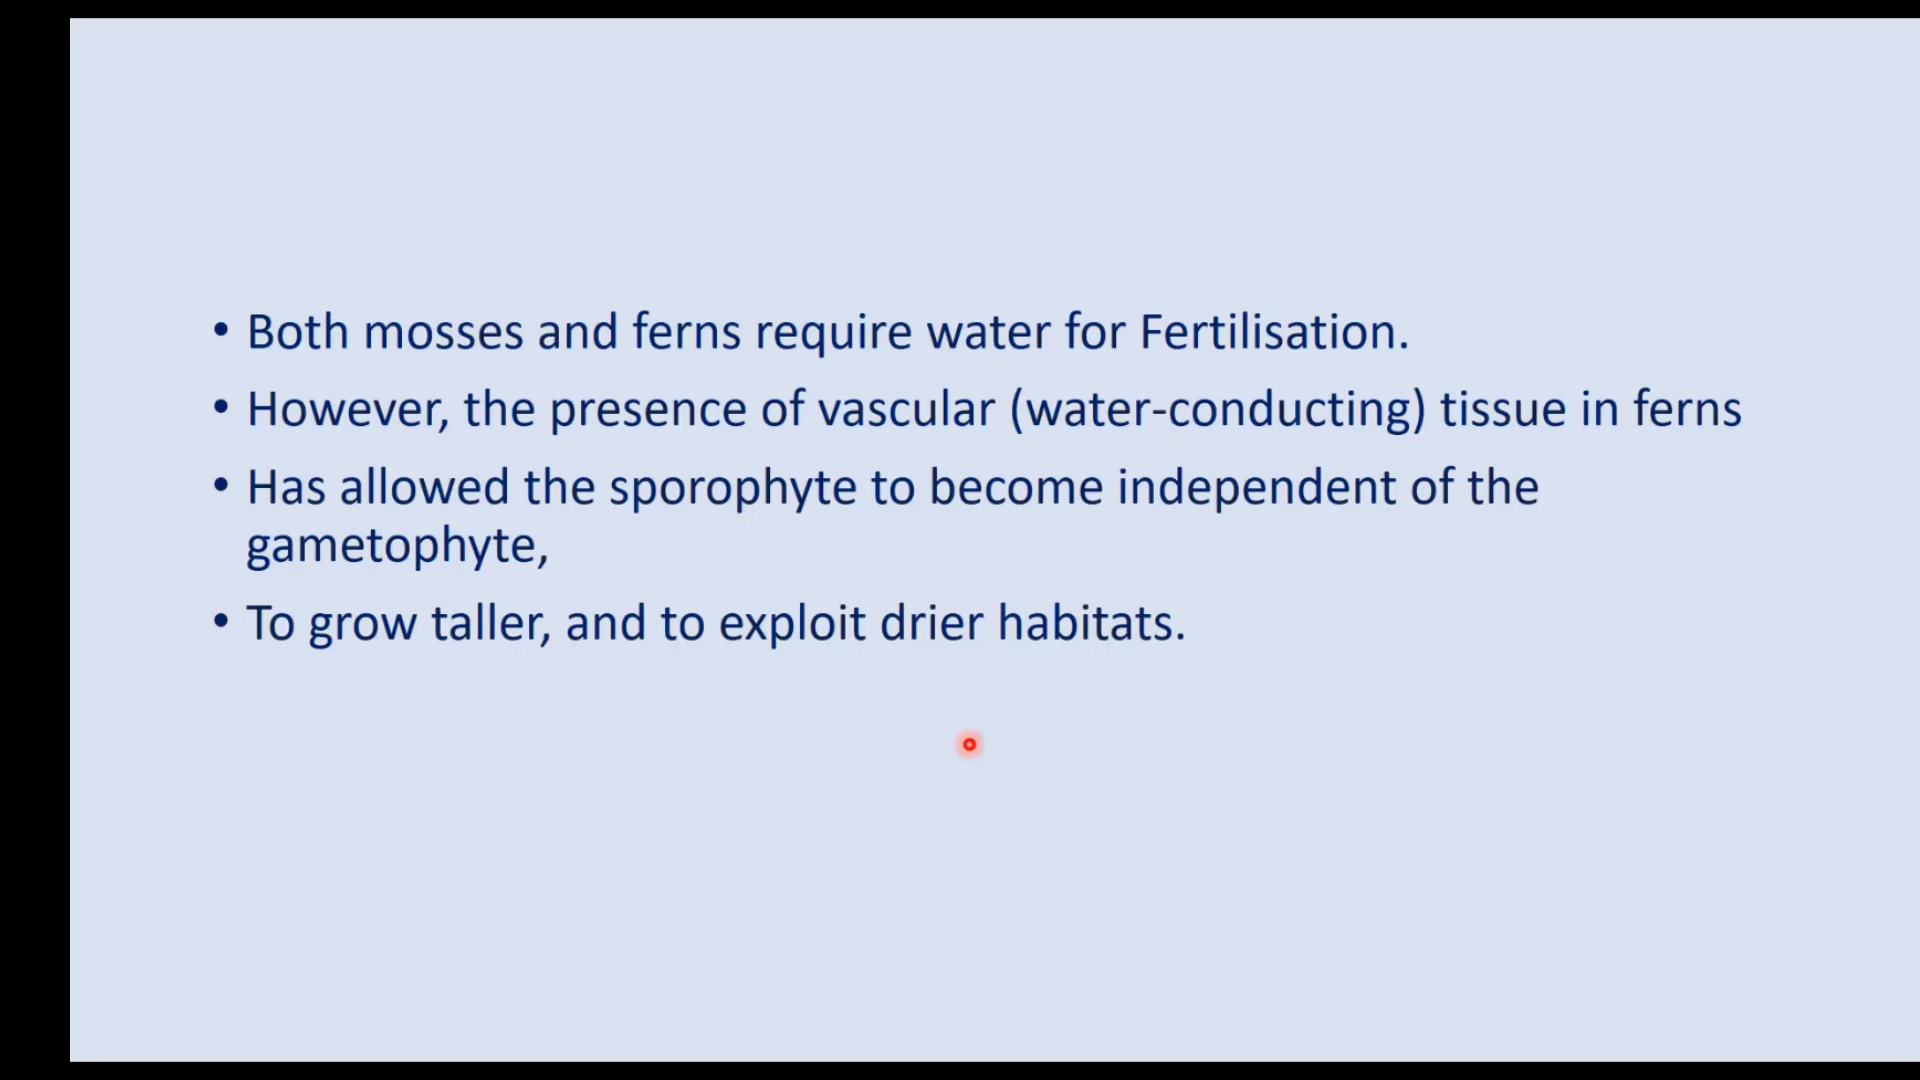 • Both mosses and ferns require water for Fertilisation.
• However, the presence of vascular (water-conducting) tissue in ferns
• Has allowed the sporophyte to become independent of the
gametophyte,
• To grow taller, and to exploit drier habitats.